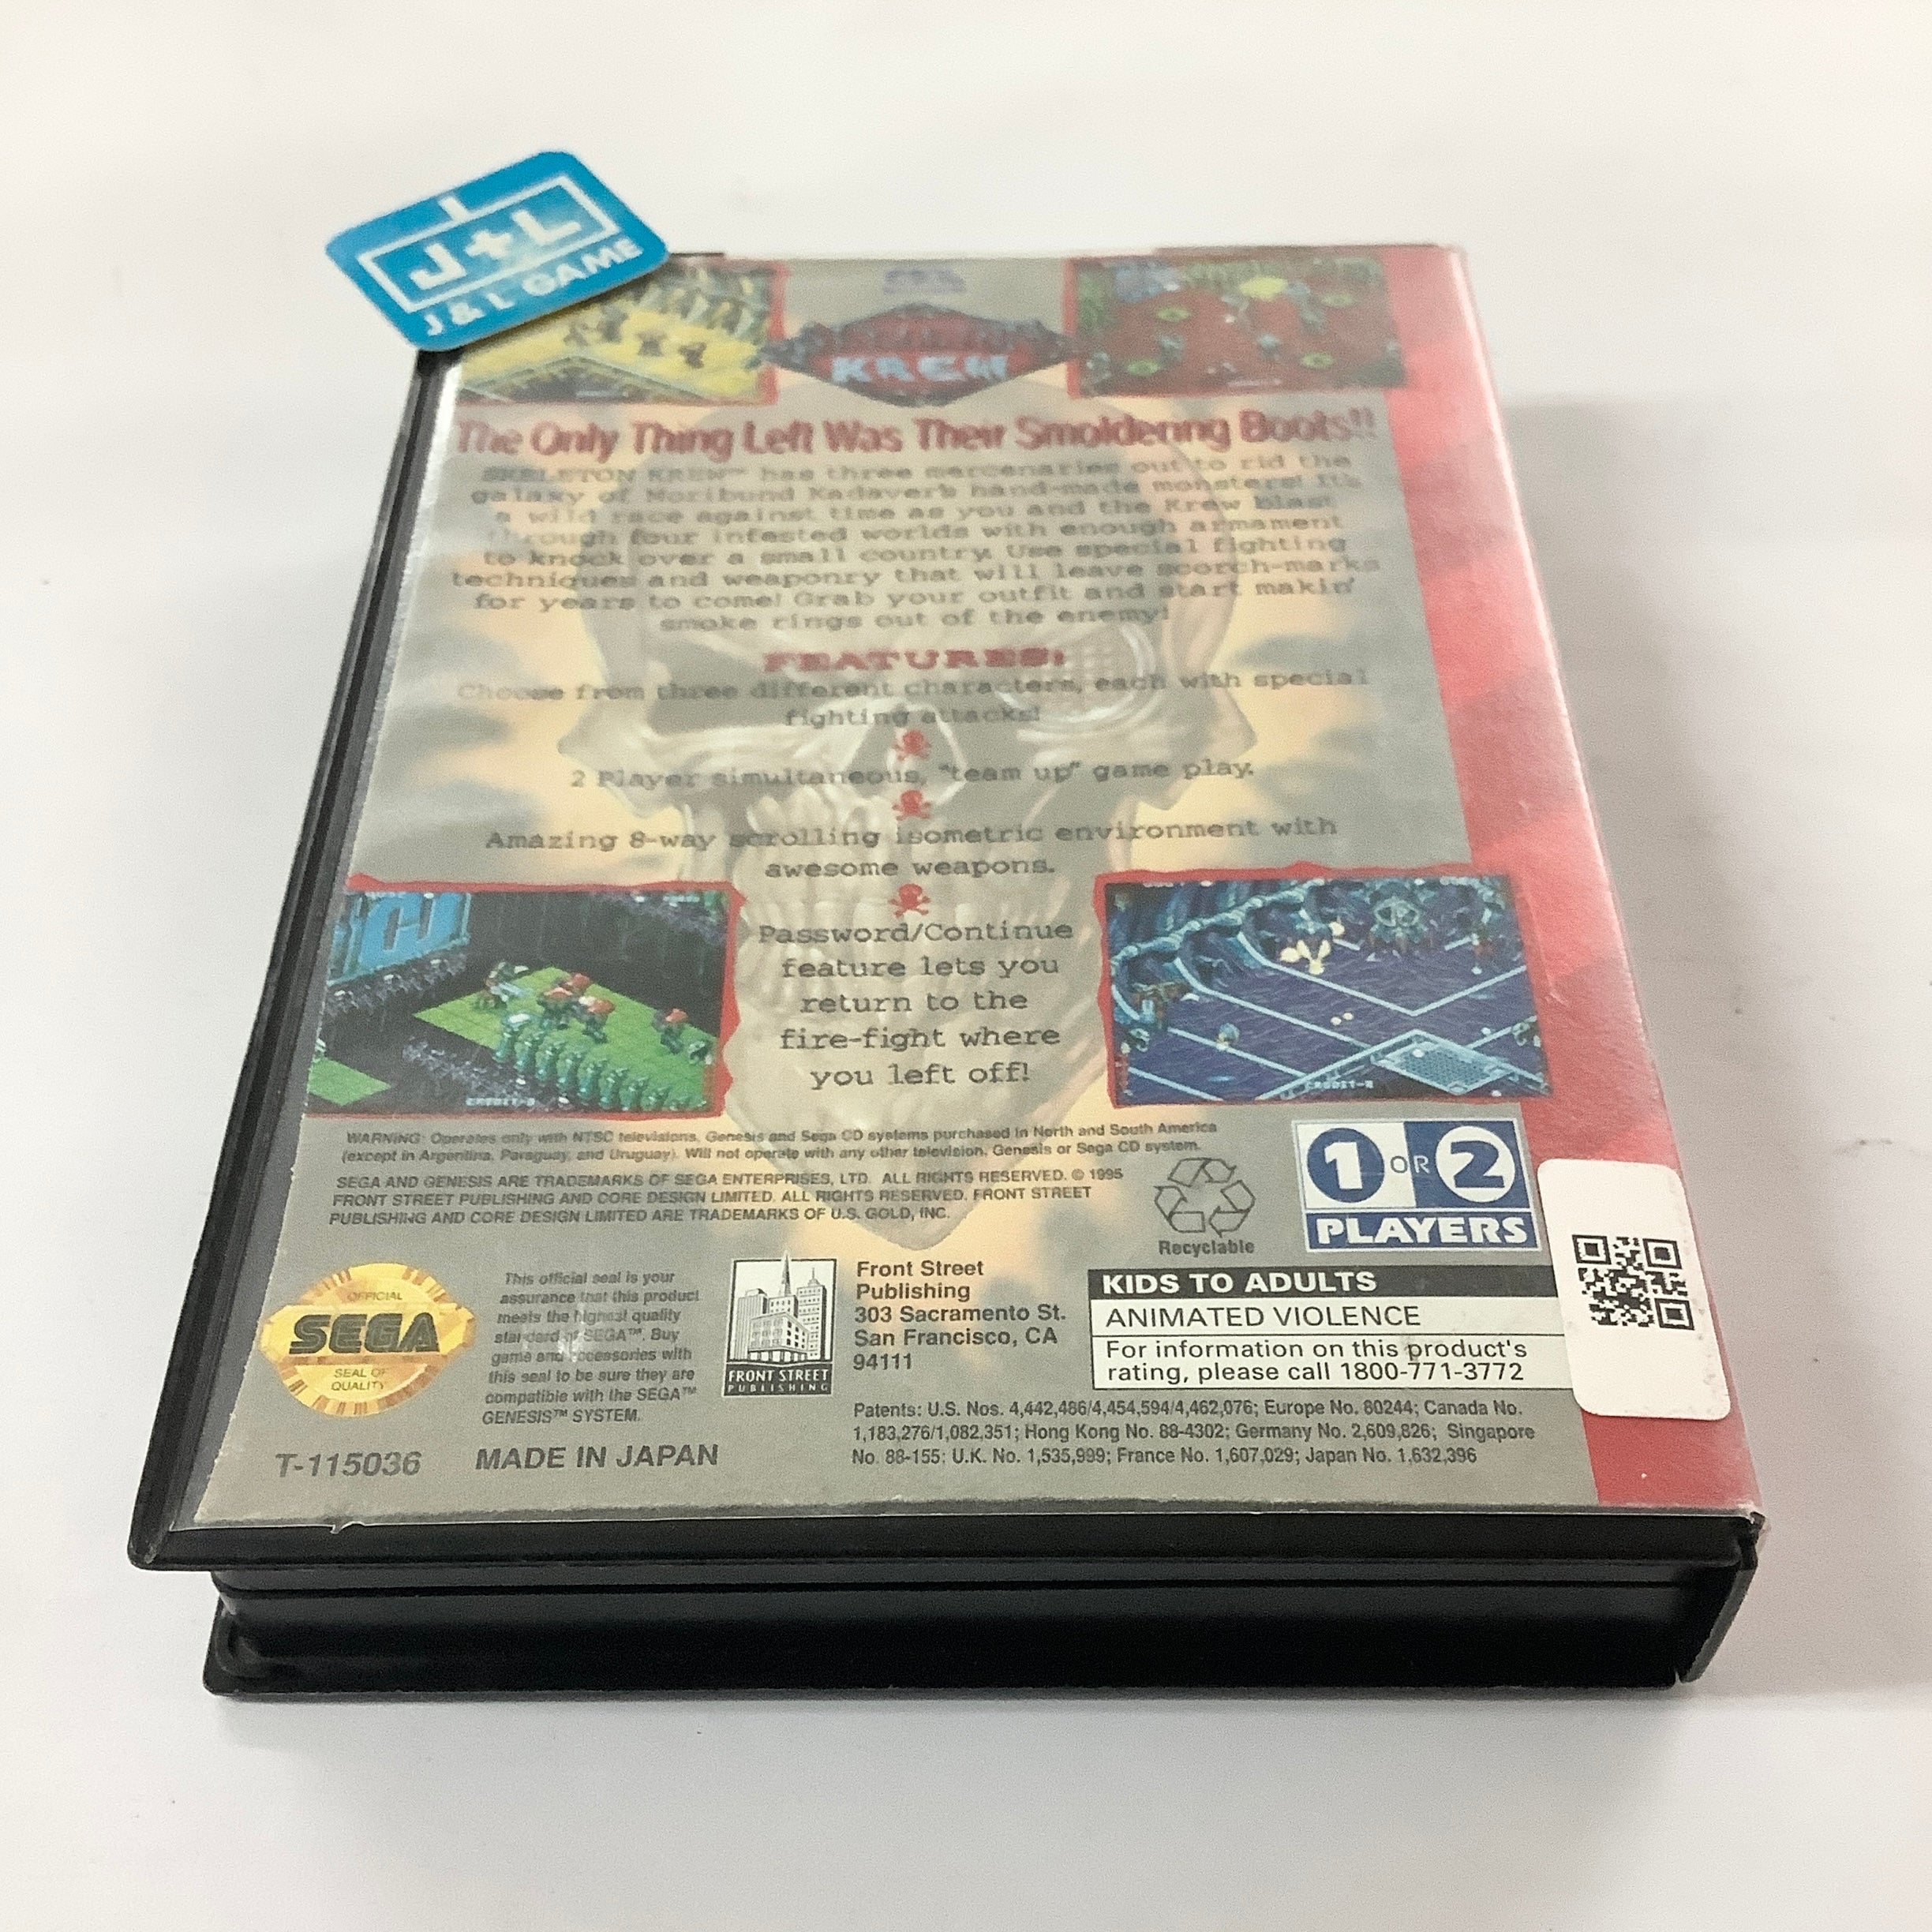 J+L
J & L GAME
KREW
The Only Thing Left Was Their Smoldering Boots!!
SKELETON KREW™ has three mercenaries out to rid the
galaxy of Moribund Kadaver's hand-made monsters! It's
a wild race against time as you and the Krew blast
through four infested worlds with enough armament
to knock over a small country. Use special fighting
techniques and weaponry that will leave scorch-marks
for years to come! Grab your outfit and start makin'
smoke rings out of the enemy!
FEATURES:
Choose from three different characters, each with special
fighting attacks!
2 Player simultaneous, "team up" game play.
Amazing 8-way scrolling isometric environment with
awesome weapons.
Password/Continue
feature lets you
return to the
fire-fight where
you left off!
WARNING: Operates only with NTSC televisions, Genesis and Sega CD systems purchased in North and South America
(except in Argentina, Paraguay, and Uruguay). Will not operate with any other television, Genesis or Sega CD system.
SEGA AND GENESIS ARE TRADEMARKS OF SEGA ENTERPRISES, LTD. ALL RIGHTS RESERVED. © 1995
FRONT STREET PUBLISHING AND CORE DESIGN LIMITED. ALL RIGHTS RESERVED. FRONT STREET
PUBLISHING AND CORE DESIGN LIMITED ARE TRADEMARKS OF U.S. GOLD, INC.
Recyclable
1 OR 2
PLAYERS
OFFICIAL
SEGA
SEAL OF
QUALITY
This official seal is your
assurance that this product
meets the highest quality
standard of SEGA™. Buy
game and accessories with
this seal to be sure they are
compatible with the SEGA™
GENESIS™ SYSTEM.
FRONT STREET
PUBLISHING
Front Street
Publishing
303 Sacramento St.
San Francisco, CA
94111
KIDS TO ADULTS
ANIMATED VIOLENCE
For information on this product's
rating, please call 1800-771-3772
Patents: U.S. Nos. 4,442,486/4,454,594/4,462,076; Europe No. 80244; Canada No.
1,183,276/1,082,351; Hong Kong No. 88-4302; Germany No. 2,609,826; Singapore
No. 88-155; U.K. No. 1,535,999; France No. 1,607,029; Japan No. 1,632,396
T-115036
MADE IN JAPAN